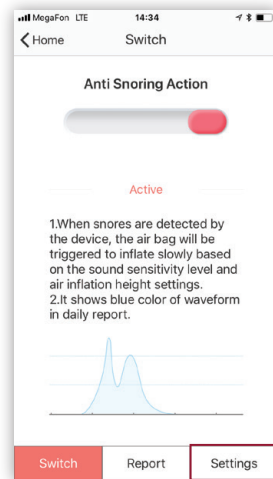 MegaFon LTE 14:34
Home Switch
Anti Snoring Action
Active
1.When snores are detected by
the device, the air bag will be
triggered to inflate slowly based
on the sound sensitivity level and
air inflation height settings.
2.It shows blue color of waveform
in daily report.
Switch Report Settings